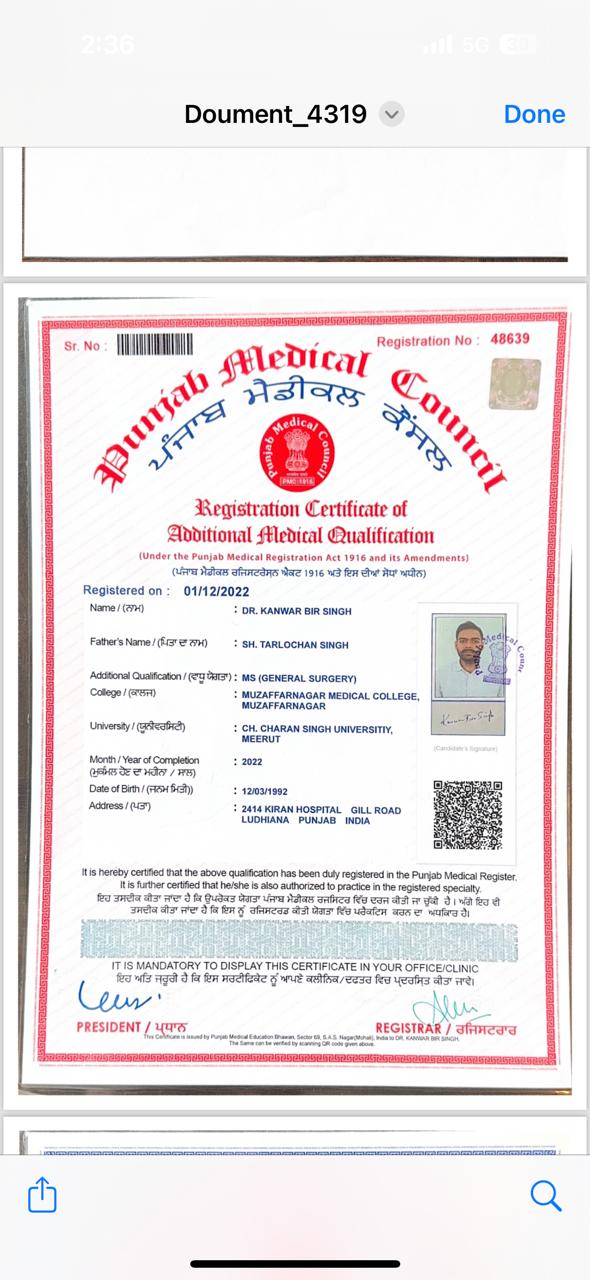 2:36
5G
30
Doument_4319
Done
Sr. No :
Registration No : 48639
Punjab Medical Council
ਪੰਜਾਬ ਮੈਡੀਕਲ ਕੌਂਸਲ
Punjab Medical Council
PMC 1916
Registration Certificate of
Additional Medical Qualification
(Under the Punjab Medical Registration Act 1916 and its Amendments)
(ਪੰਜਾਬ ਮੈਡੀਕਲ ਰਜਿਸਟਰੇਸ਼ਨ ਐਕਟ 1916 ਅਤੇ ਇਸ ਦੀਆਂ ਸੋਧਾਂ ਅਧੀਨ)
Registered on : 01/12/2022
Name / (ਨਾਮ) : DR. KANWAR BIR SINGH
Father's Name / (ਪਿਤਾ ਦਾ ਨਾਮ) : SH. TARLOCHAN SINGH
Additional Qualification / (ਵਾਧੂ ਯੋਗਤਾ) : MS (GENERAL SURGERY)
College / (ਕਾਲਜ) : MUZAFFARNAGAR MEDICAL COLLEGE,
MUZAFFARNAGAR
University / (ਯੂਨੀਵਰਸਿਟੀ) : CH. CHARAN SINGH UNIVERSITIY,
MEERUT
Month / Year of Completion : 2022
(ਮੁਕੰਮਲ ਹੋਣ ਦਾ ਮਹੀਨਾ / ਸਾਲ)
Date of Birth / (ਜਨਮ ਮਿਤੀ)) : 12/03/1992
Address / (ਪਤਾ) : 2414 KIRAN HOSPITAL GILL ROAD
LUDHIANA PUNJAB INDIA
Medical Counc
(Candidate's Signature)
It is hereby certified that the above qualification has been duly registered in the Punjab Medical Register.
It is further certified that he/she is also authorized to practice in the registered specialty.
ਇਹ ਤਸਦੀਕ ਕੀਤਾ ਜਾਂਦਾ ਹੈ ਕਿ ਉਪਰੋਕਤ ਯੋਗਤਾ ਪੰਜਾਬ ਮੈਡੀਕਲ ਰਜਿਸਟਰ ਵਿੱਚ ਦਰਜ ਕੀਤੀ ਜਾ ਚੁੱਕੀ ਹੈ। ਅੱਗੇ ਇਹ ਵੀ
ਤਸਦੀਕ ਕੀਤਾ ਜਾਂਦਾ ਹੈ ਕਿ ਇਸ ਨੂੰ ਰਜਿਸਟਰਡ ਕੀਤੀ ਯੋਗਤਾ ਵਿੱਚ ਪਰੈਕਟਿਸ ਕਰਨ ਦਾ ਅਧਿਕਾਰ ਹੈ।
IT IS MANDATORY TO DISPLAY THIS CERTIFICATE IN YOUR OFFICE/CLINIC
ਇਹ ਅਤਿ ਜ਼ਰੂਰੀ ਹੈ ਕਿ ਇਸ ਸਰਟੀਫਿਕੇਟ ਨੂੰ ਆਪਣੇ ਕਲੀਨਿਕ/ਦਫਤਰ ਵਿਚ ਪ੍ਰਦਰਸ਼ਿਤ ਕੀਤਾ ਜਾਵੇ।
PRESIDENT / ਪ੍ਰਧਾਨ
REGISTRAR / ਰਜਿਸਟਰਾਰ
This Certificate is issued by Punjab Medical Education Bhawan, Sector 69, S.A.S. Nagar(Mohali), India to DR. KANWAR BIR SINGH.
The Same can be verified by scanning QR code given above.